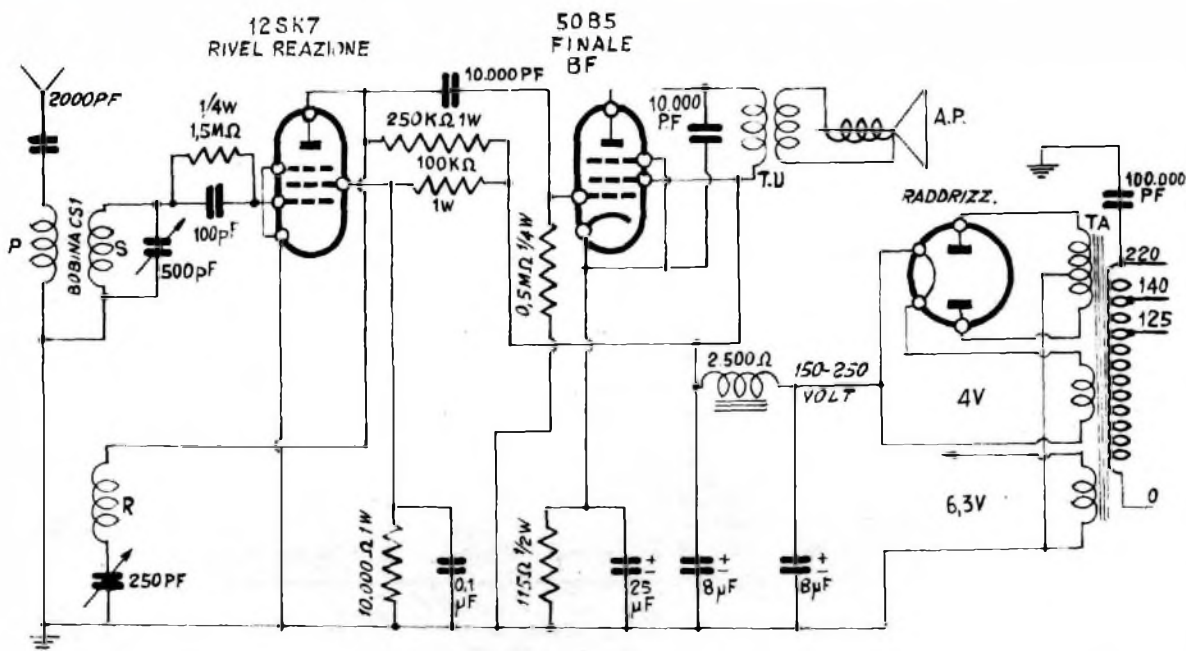 12SK7
RIVEL REAZIONE
50B5
FINALE
BF
2000PF
1/4W
1,5MΩ
10.000PF
250KΩ 1W
100KΩ
1W
10.000
PF
A.P.
T.U
RADDRIZZ.
100.000
PF
TA
220
140
125
P
BOBINA CS1
S
100pF
500pF
0,5MΩ 1/4W
2.500Ω
150-250
VOLT
4V
6,3V
0
R
250PF
10.000Ω 1W
0,1
µF
115Ω 1/2W
+
25
µF
+
8µF
+
8µF